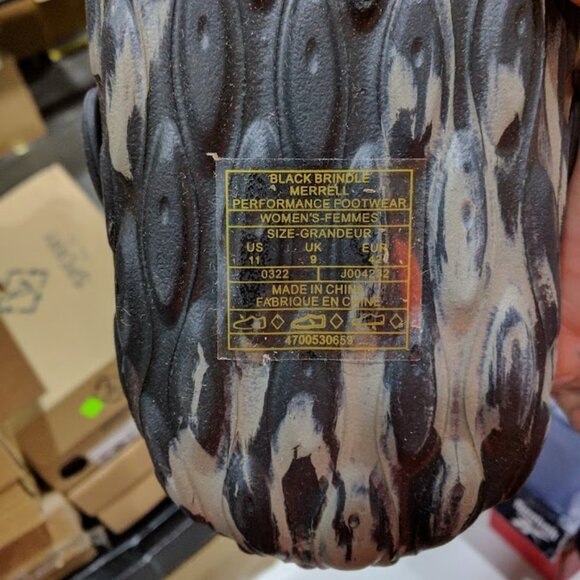 BLACK BRINDLE
MERRELL
PERFORMANCE FOOTWEAR
WOMEN'S-FEMMES
SIZE-GRANDEUR
US UK EUR
11 9 42
0322 J004232
MADE IN CHINA
FABRIQUE EN CHINE
4700530659